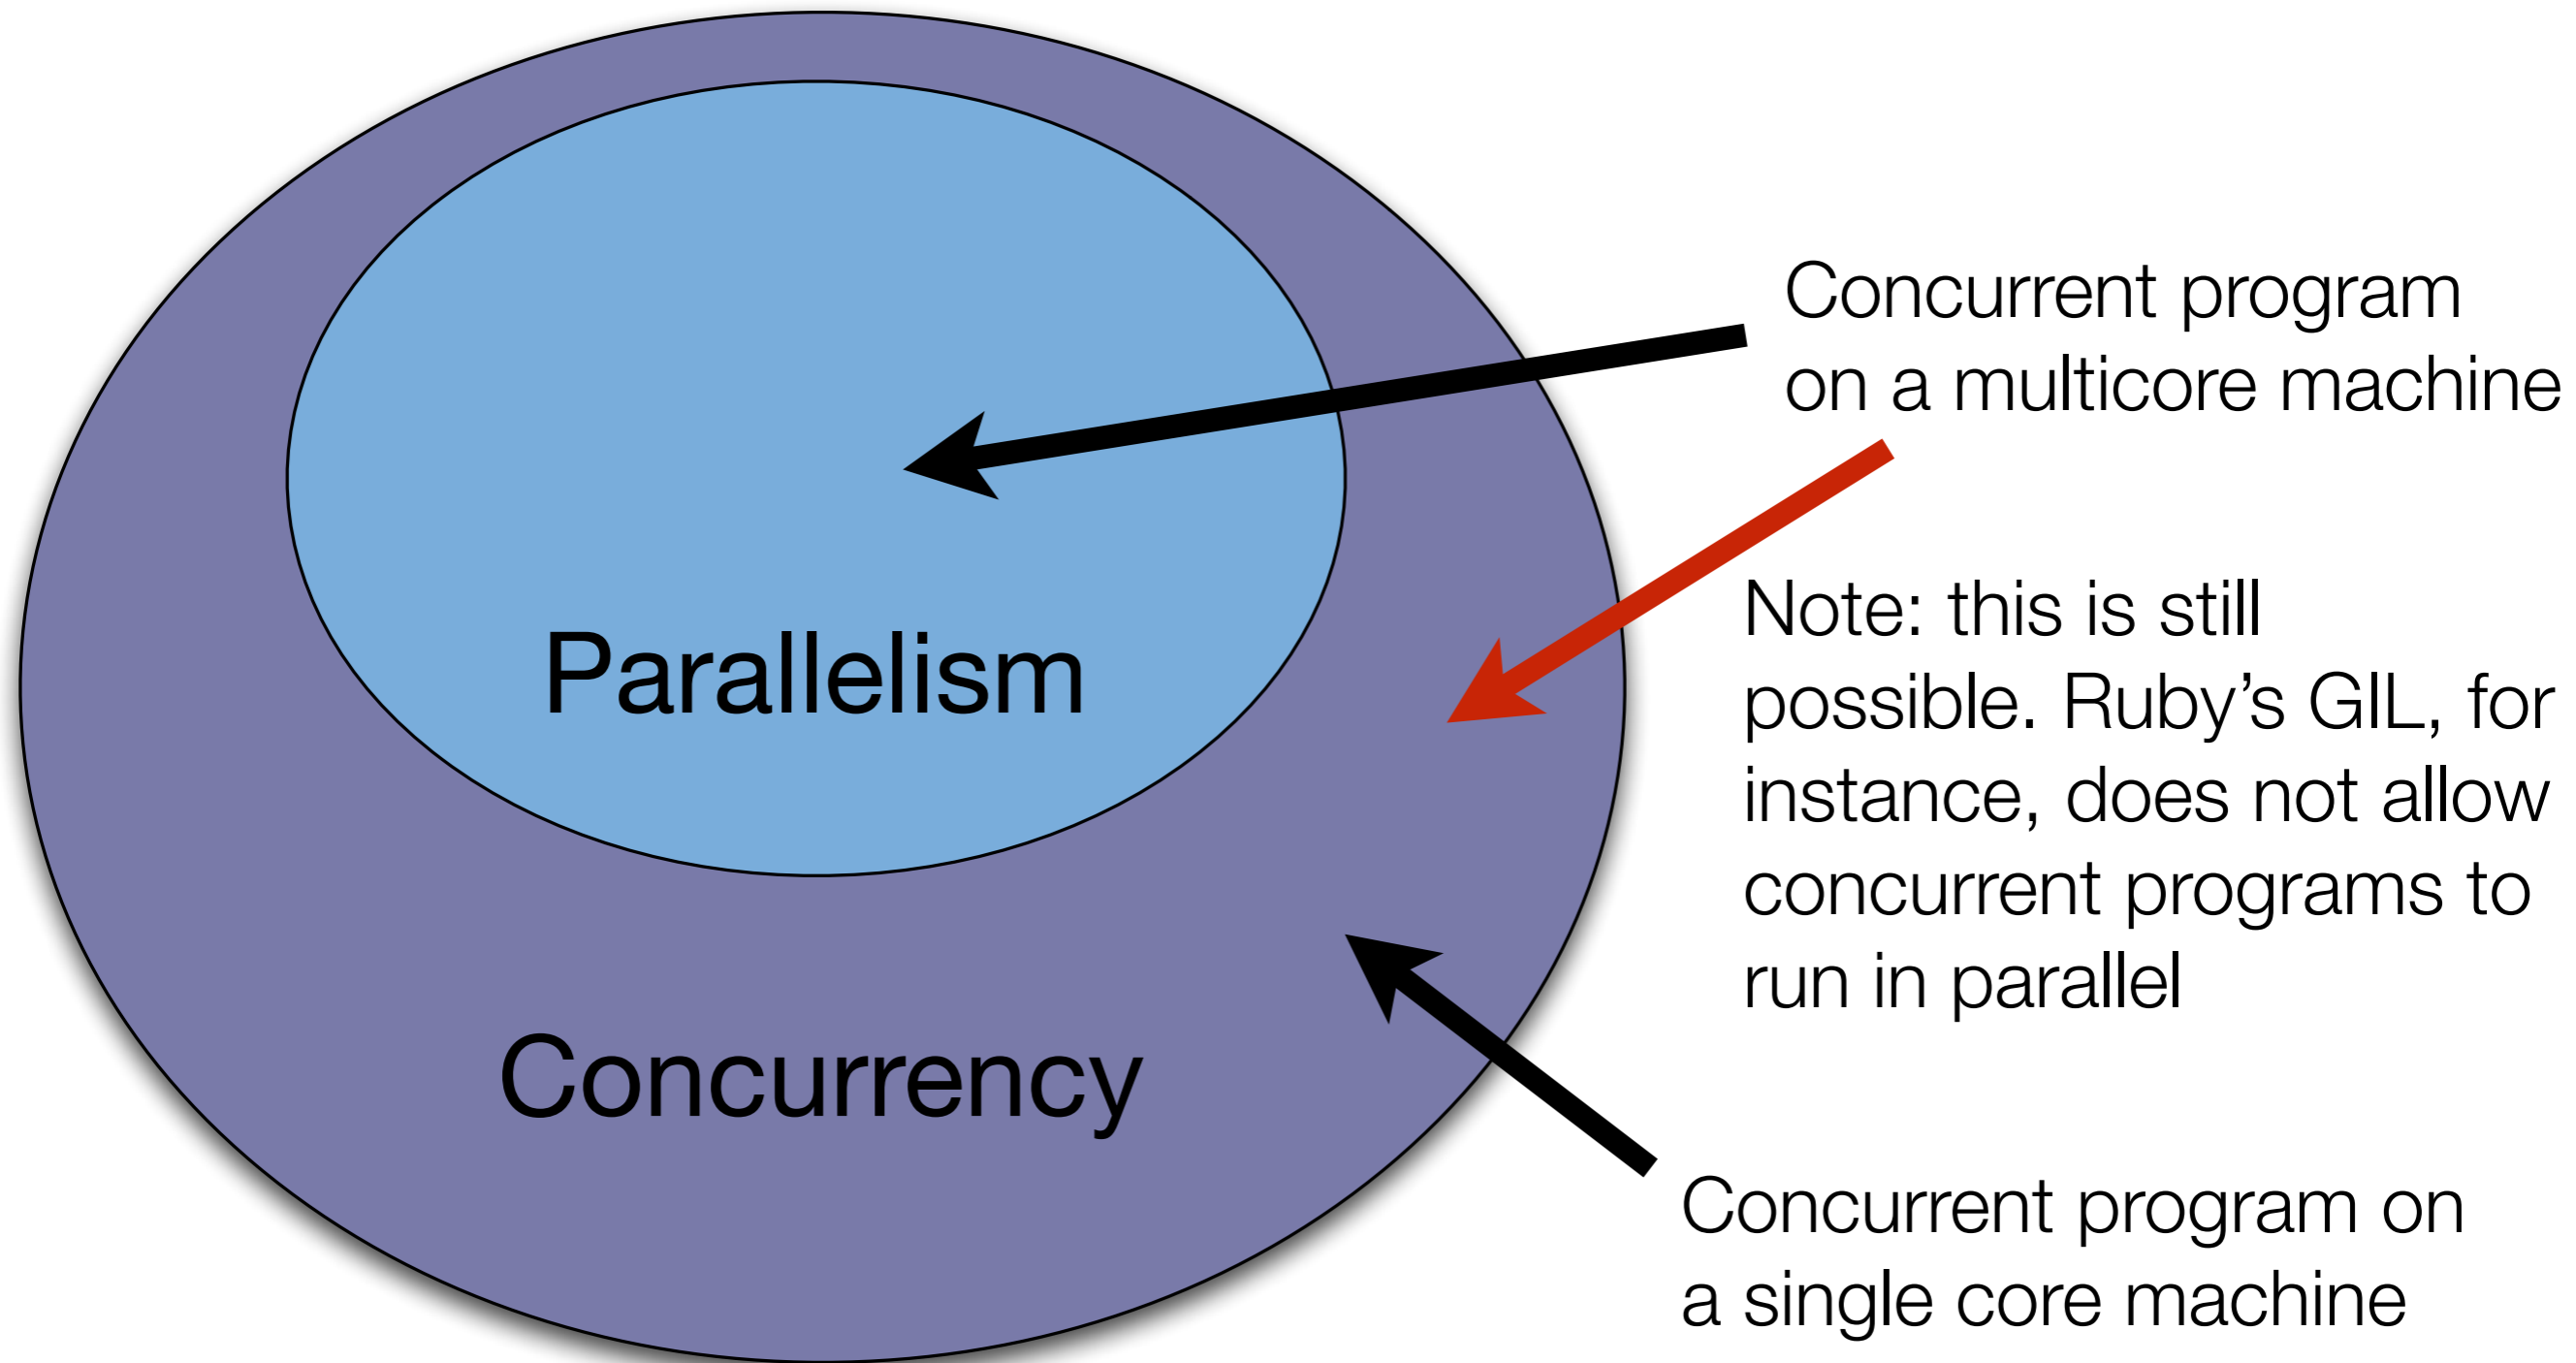 Concurrent program
on a multicore machine
Note: this is still
possible. Ruby’s GIL, for
instance, does not allow
concurrent programs to
run in parallel
Parallelism
Concurrency
Concurrent program on
a single core machine